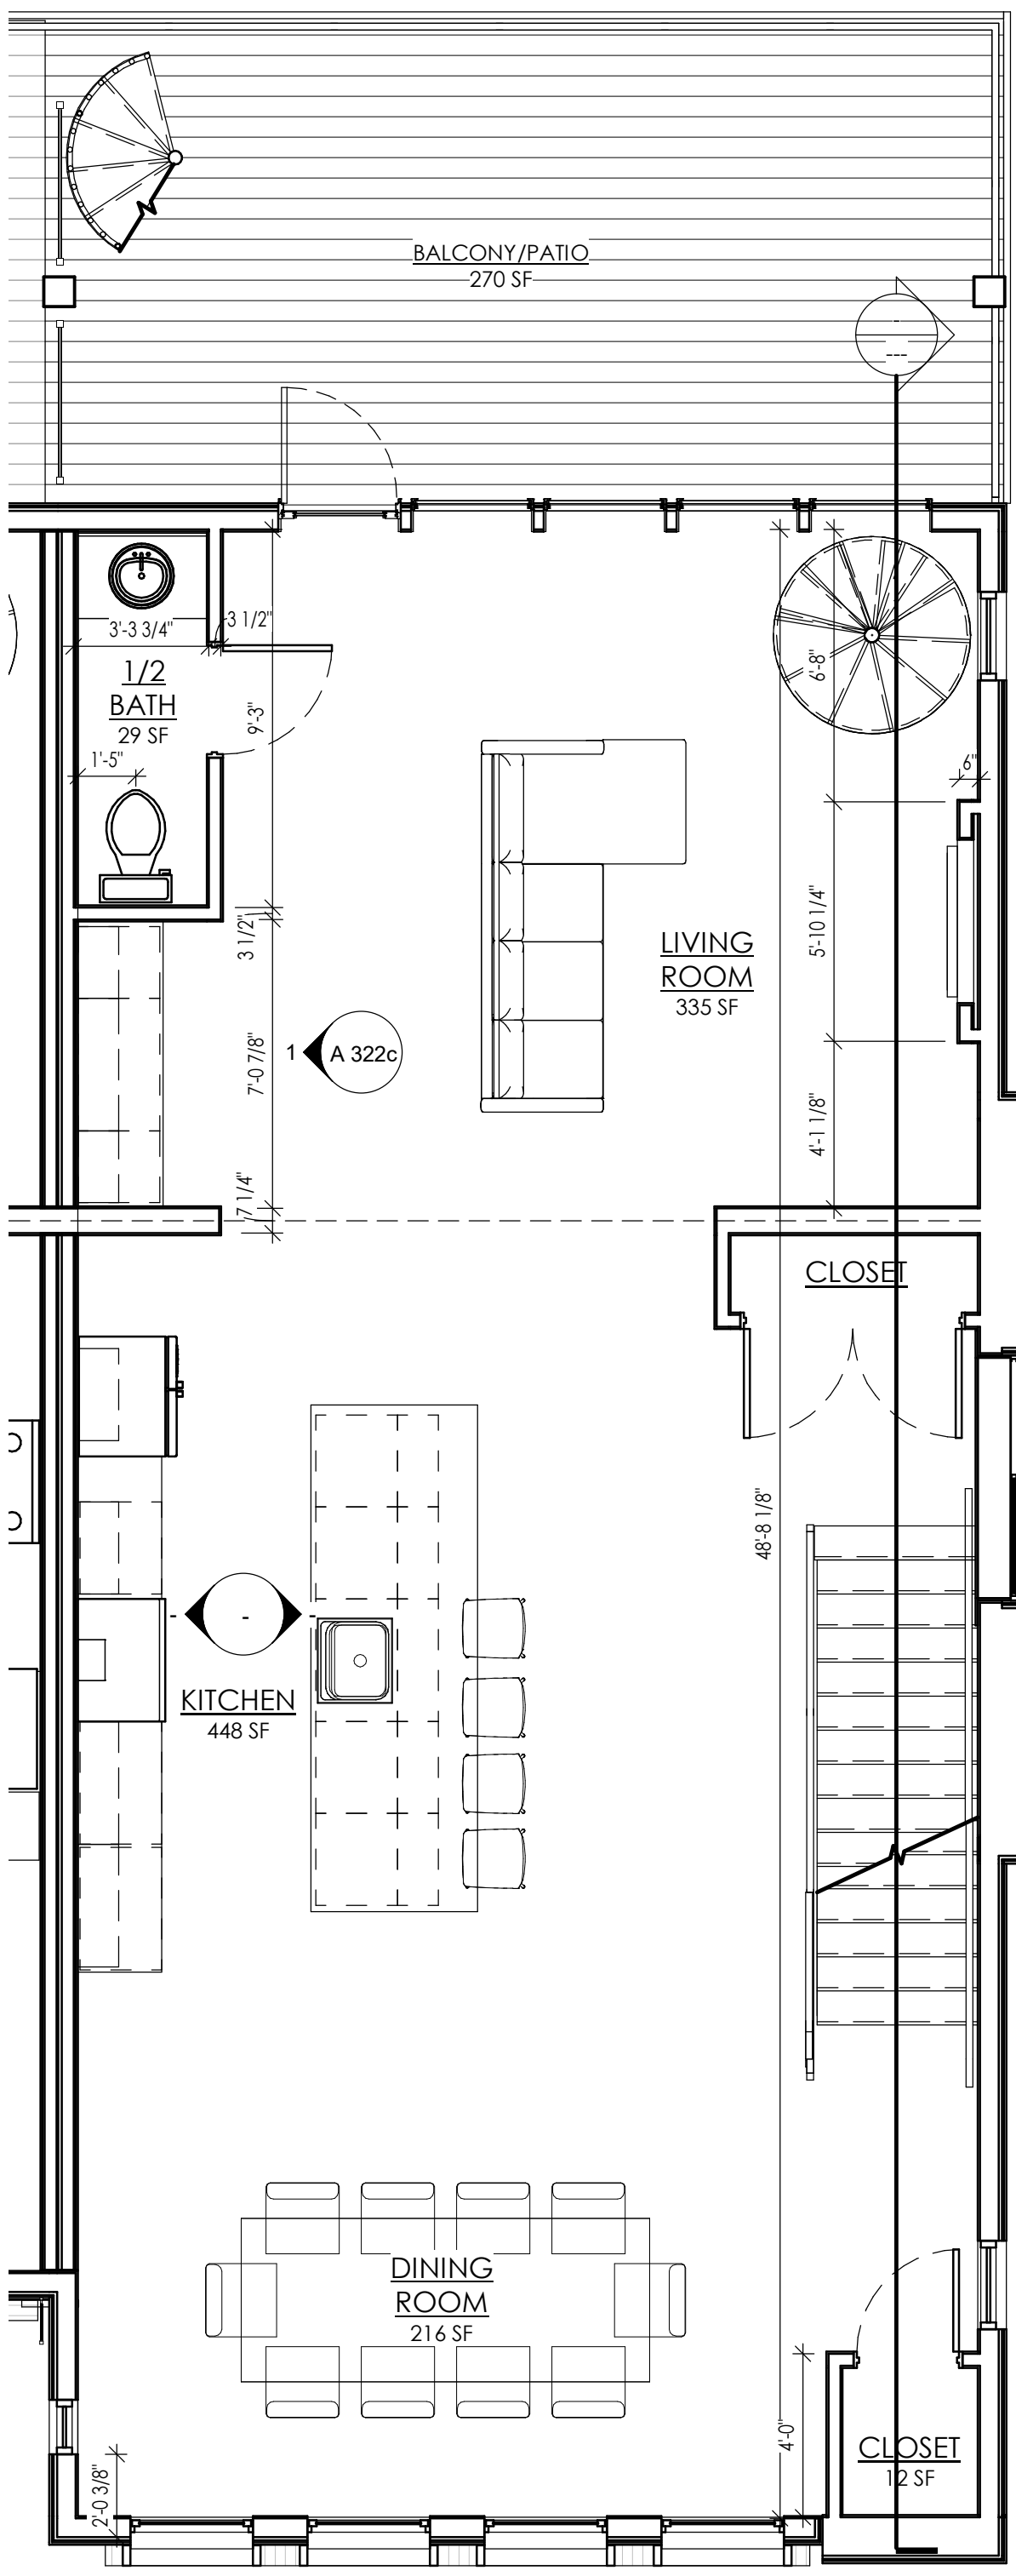 BALCONY/PATIO
270 SF
-
---
3'-3 3/4"
3 1/2"
1/2
BATH
29 SF
1'-5"
9'-3"
6'-8"
6"
3 1/2"
LIVING
ROOM
335 SF
5'-10 1/4"
1
A 322c
7'-0 7/8"
4'-1 1/8"
7 1/4"
CLOSET
48'-8 1/8"
- - -
KITCHEN
448 SF
DINING
ROOM
216 SF
4'-0"
CLOSET
12 SF
2'-0 3/8"